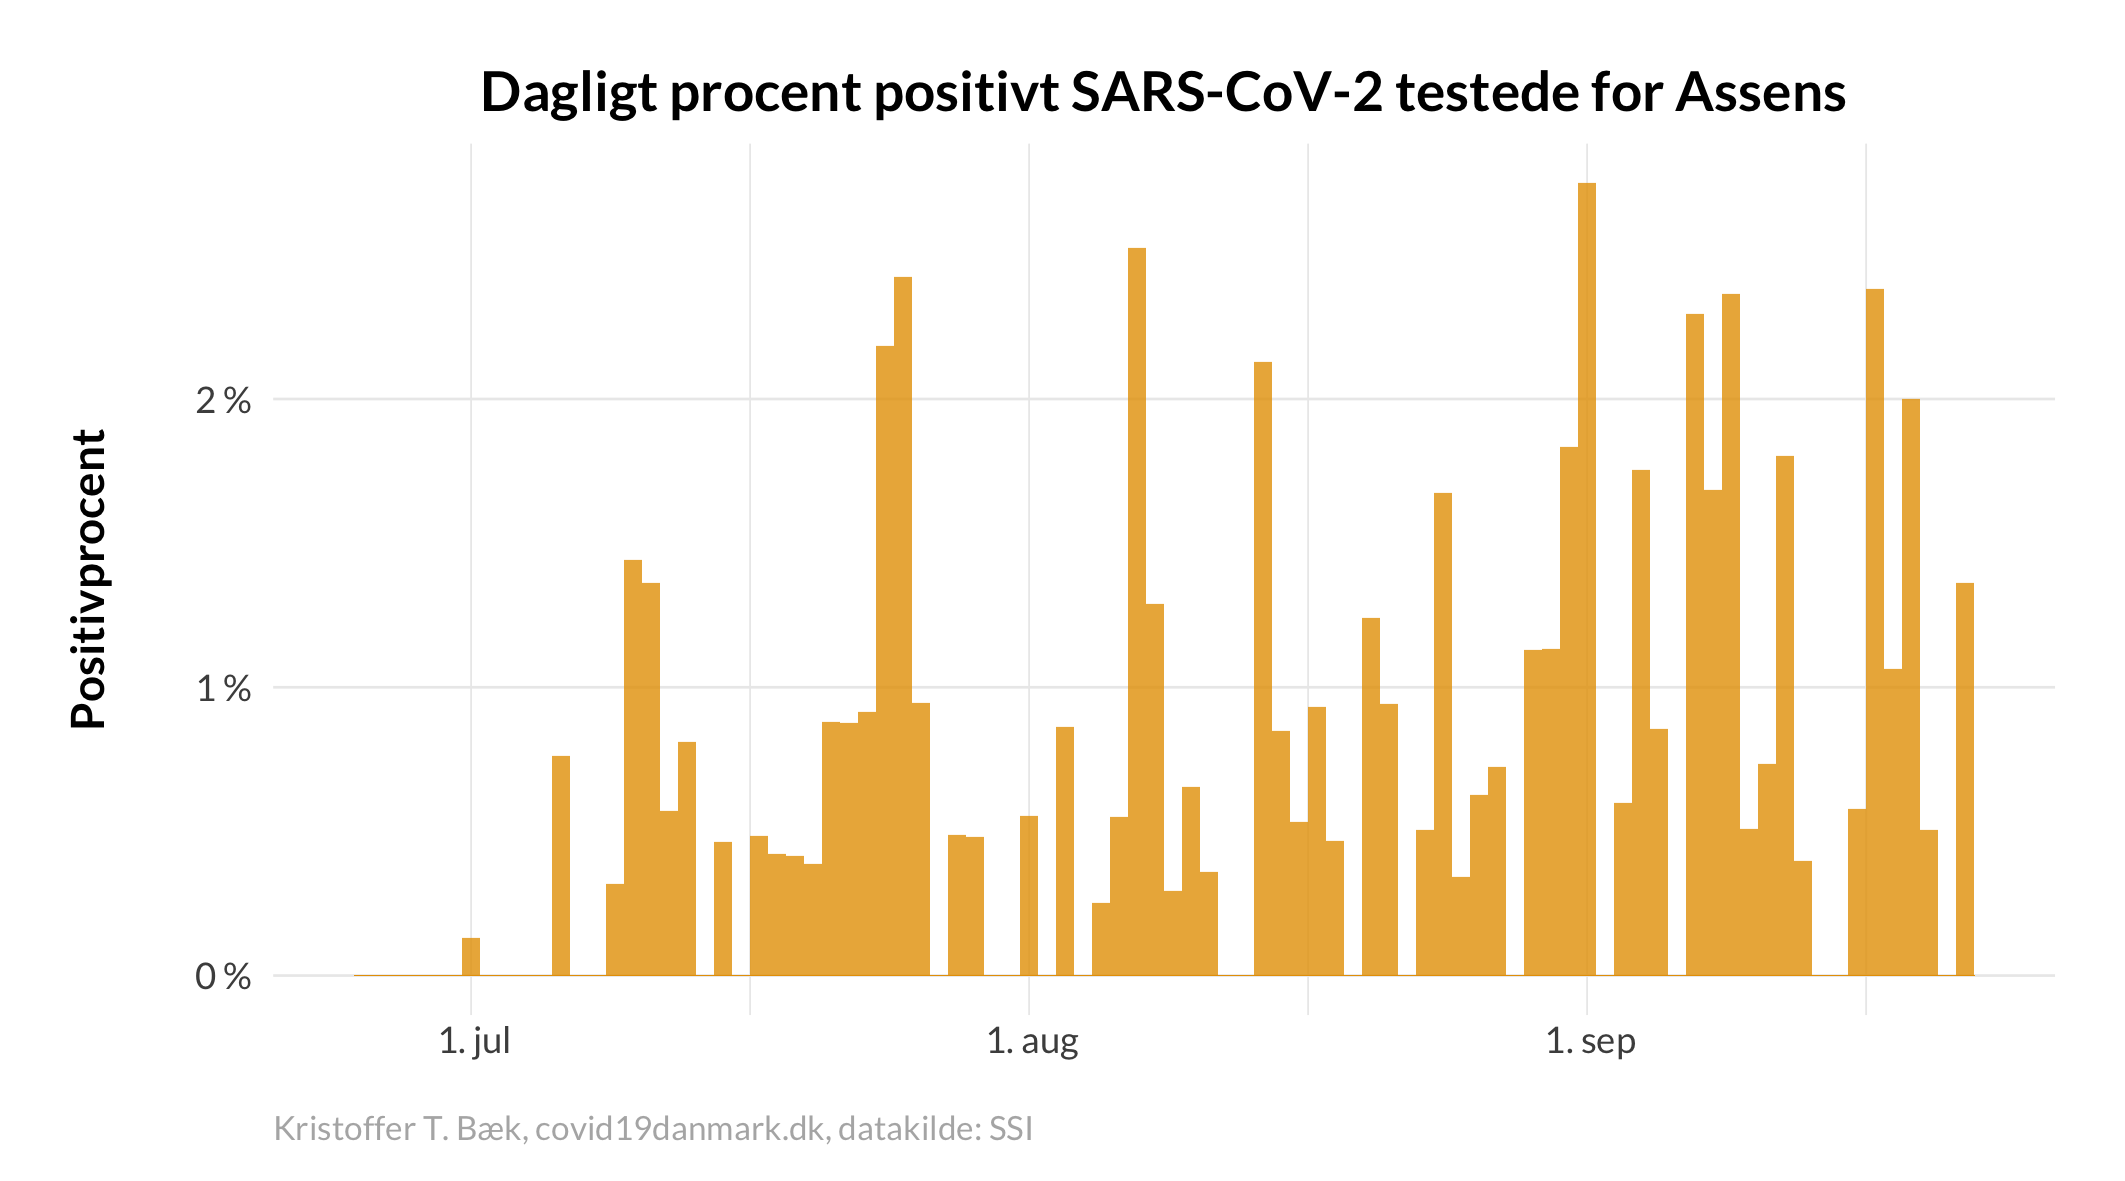 Dagligt procent positivt SARS-CoV-2 testede for Assens
Positivprocent
2 %
1 %
0 %
1. jul
1. aug
1. sep
Kristoffer T. Bæk, covid19danmark.dk, datakilde: SSI